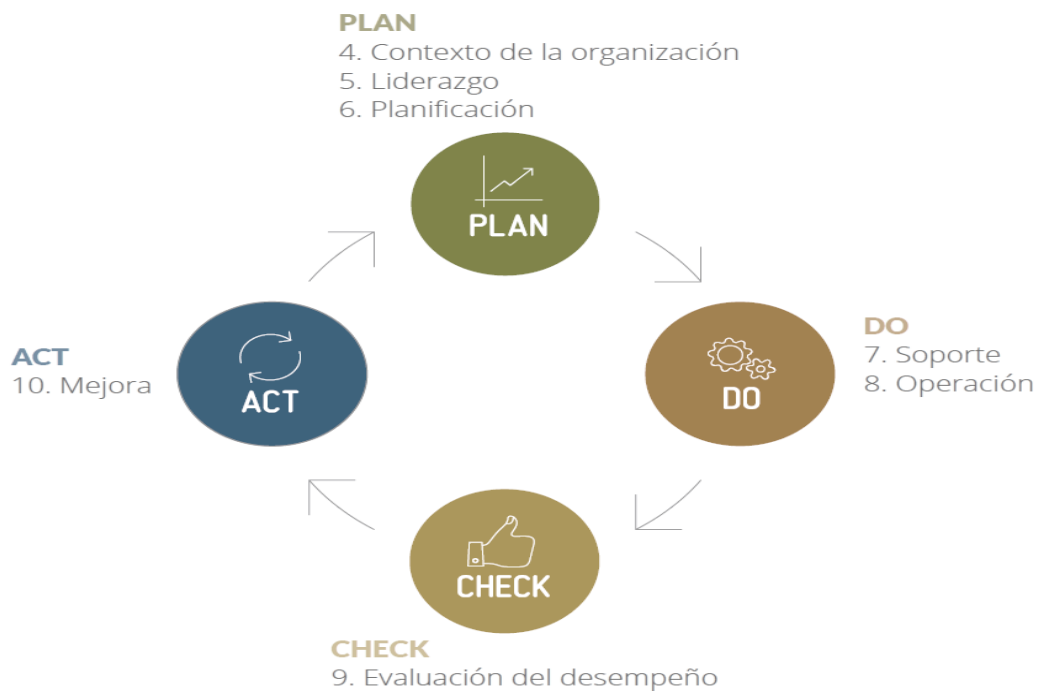 PLAN
4. Contexto de la organización
5. Liderazgo
6. Planificación
PLAN
DO
7. Soporte
8. Operación
DO
ACT
10. Mejora
ACT
CHECK
CHECK
9. Evaluación del desempeño